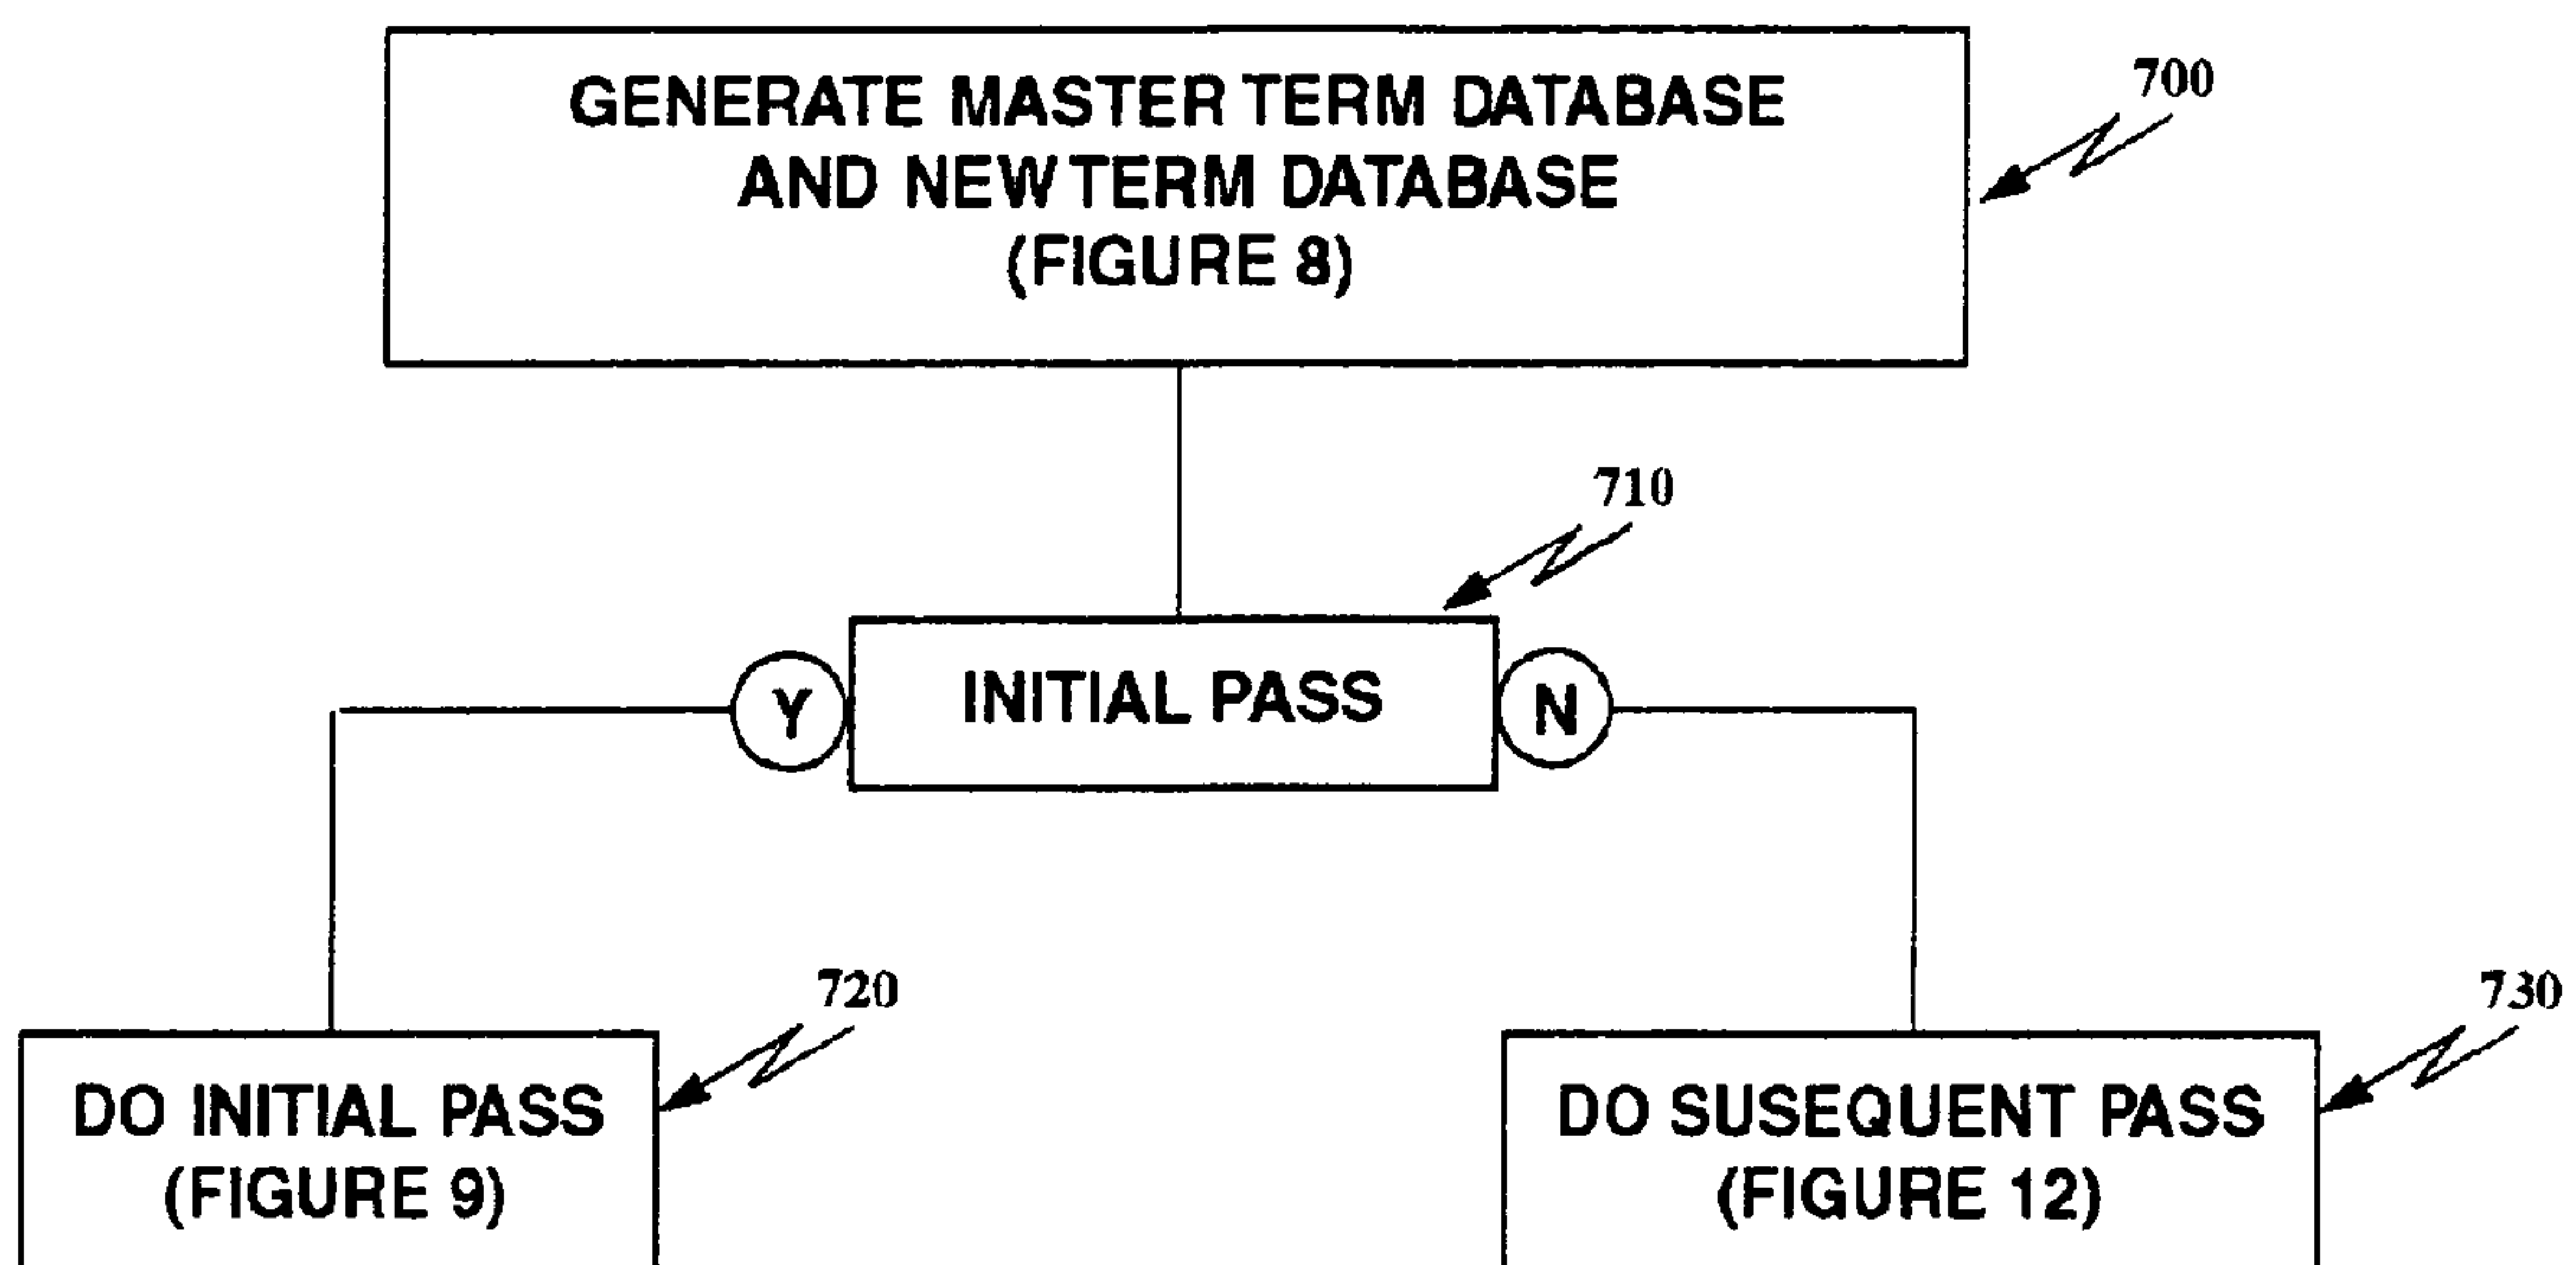 GENERATE MASTER TERM DATABASE
AND NEW TERM DATABASE
(FIGURE 8)
700
710
Y
INITIAL PASS
N
720
DO INITIAL PASS
(FIGURE 9)
730
DO SUSEQUENT PASS
(FIGURE 12)